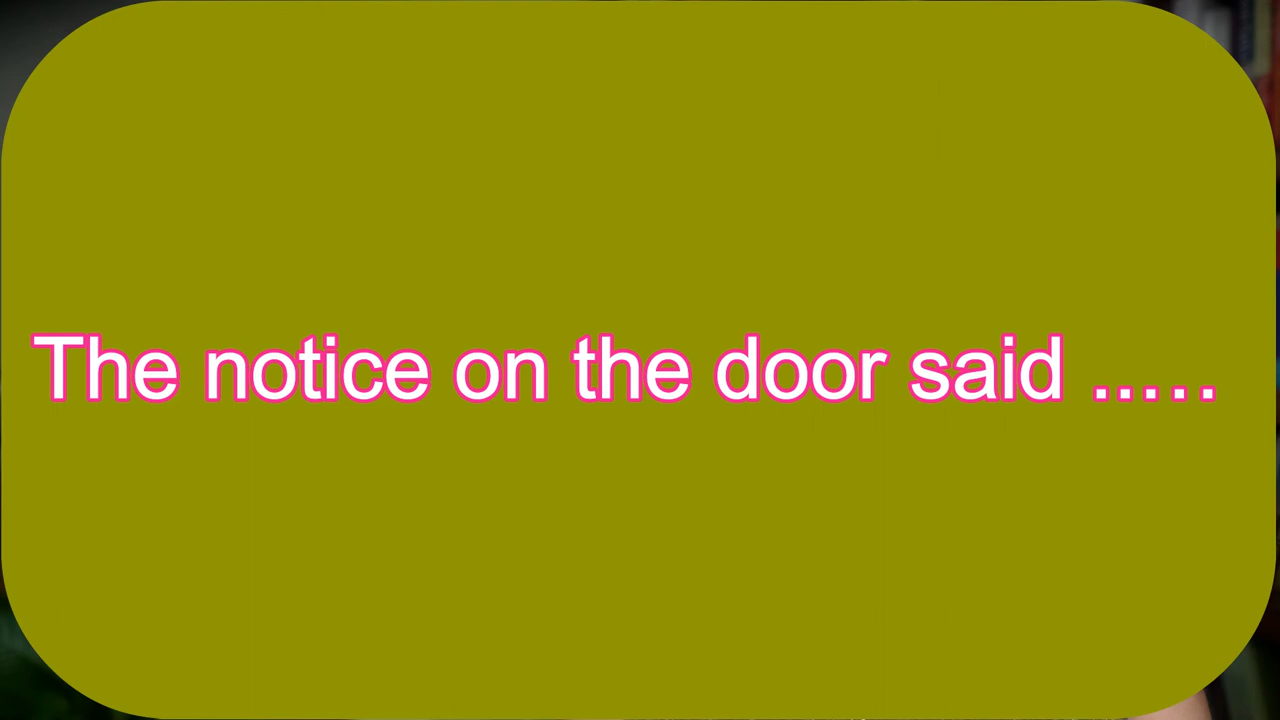 The notice on the door said .....